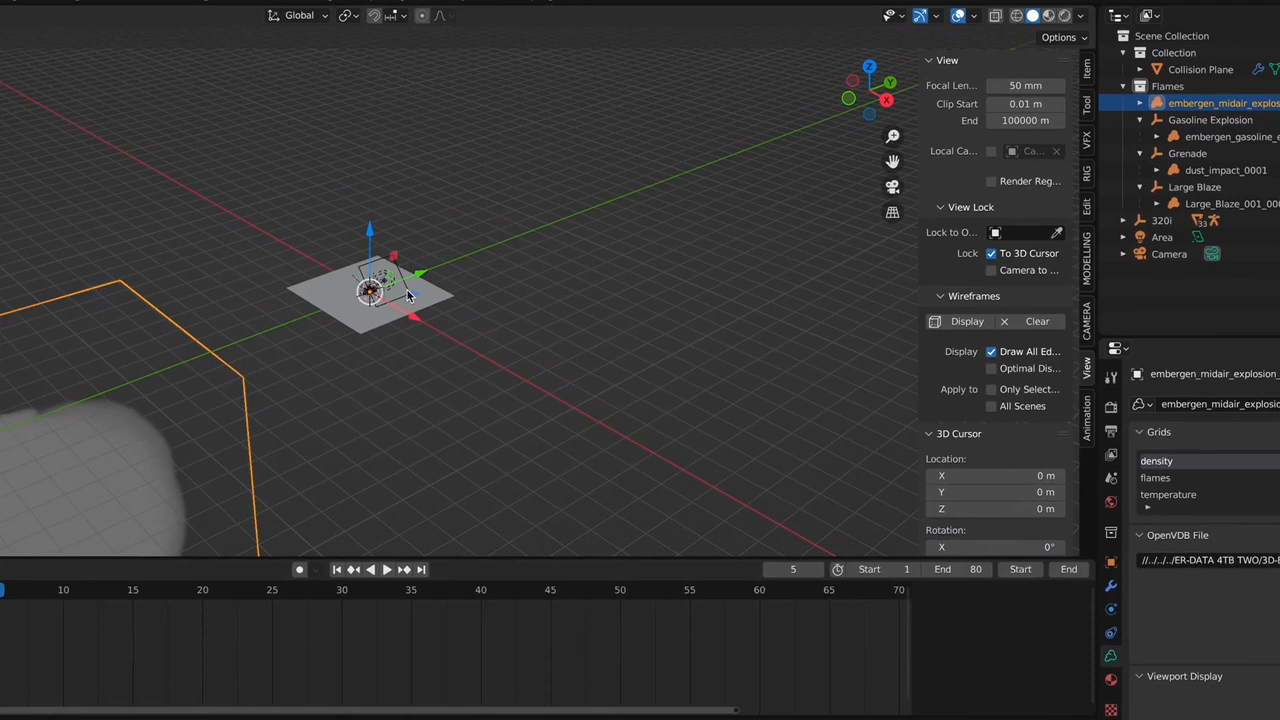 Global
Options
Scene Collection
Collection
Collision Plane
Flames
embergen_midair_explos
Gasoline Explosion
embergen_gasoline_e
Grenade
dust_impact_0001
Large Blaze
Large_Blaze_001_00
320i
33
Area
Camera
Z
Y
X
View
Focal Len...
50 mm
Clip Start
0.01 m
End
100000 m
Local Ca...
Ca...
Render Reg...
View Lock
Lock to O...
Lock
To 3D Cursor
Camera to ...
Wireframes
Display
Clear
Display
Draw All Ed...
Optimal Dis...
Apply to
Only Select...
All Scenes
3D Cursor
Location:
X
0 m
Y
0 m
Z
0 m
Rotation:
X
0°
Item
Tool
VFX
RIG
Edit
MODELLING
CAMERA
View
Animation
embergen_midair_explosion_
embergen_midair_explosio
Grids
density
flames
temperature
OpenVDB File
//../../../ER-DATA 4TB TWO/3D-E
Viewport Display
5
Start
1
End
80
Start
End
10
15
20
25
30
35
40
45
50
55
60
65
70